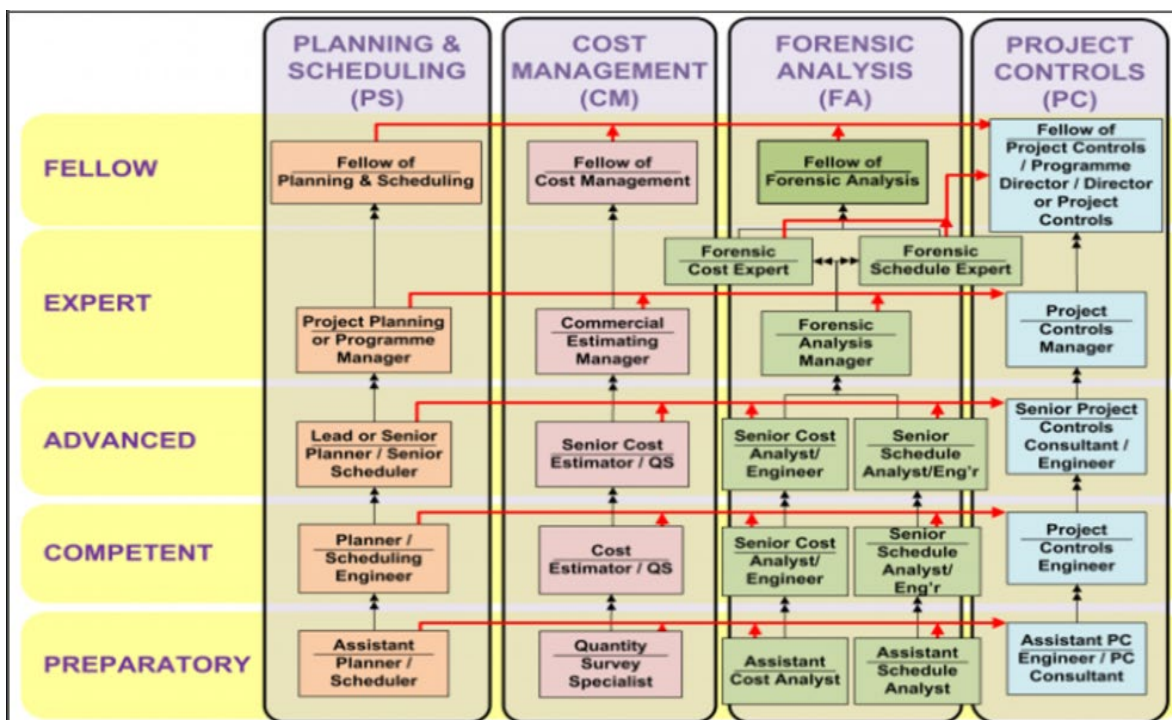 PLANNING &
SCHEDULING
(PS)
COST
MANAGEMENT
(CM)
FORENSIC
ANALYSIS
(FA)
PROJECT
CONTROLS
(PC)
FELLOW
Fellow of
Planning & Scheduling
Fellow of
Cost Management
Fellow of
Forensic Analysis
Fellow of
Project Controls
/ Programme
Director / Director
or Project
Controls
EXPERT
Forensic
Cost Expert
Forensic
Schedule Expert
Project Planning
or Programme
Manager
Commercial
Estimating
Manager
Forensic
Analysis
Manager
Project
Controls
Manager
ADVANCED
Lead or Senior
Planner / Senior
Scheduler
Senior Cost
Estimator / QS
Senior Cost
Analyst/
Engineer
Senior
Schedule
Analyst/Eng'r
Senior Project
Controls
Consultant /
Engineer
COMPETENT
Planner /
Scheduling
Engineer
Cost
Estimator / QS
Senior Cost
Analyst/
Engineer
Senior
Schedule
Analyst/
Eng'r
Project
Controls
Engineer
PREPARATORY
Assistant
Planner /
Scheduler
Quantity
Survey
Specialist
Assistant
Cost Analyst
Assistant
Schedule
Analyst
Assistant PC
Engineer / PC
Consultant